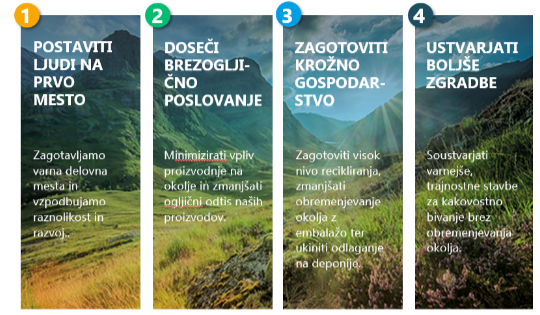 1
POSTAVITI
LJUDI NA
PRVO
MESTO
Zagotavljamo
varna delovna
mesta in
vzpodbujamo
raznolikost in
razvoj..
2
DOSEČI
BREZOGLJI-
ČNO
POSLOVANJE
Minimizirati vpliv
proizvodnje na
okolje in zmanjšati
ogljični odtis naših
proizvodov.
3
ZAGOTOVITI
KROŽNO
GOSPODAR-
STVO
Zagotoviti visok
nivo recikliranja,
zmanjšati
obremenjevanje
okolja z
embalažo ter
ukiniti odlaganje
na deponijo.
4
USTVARJATI
BOLJŠE
ZGRADBE
Soustvarjati
varnejše,
trajnostne stavbe
za kakovostno
bivanje brez
obremenjevanja
okolja.